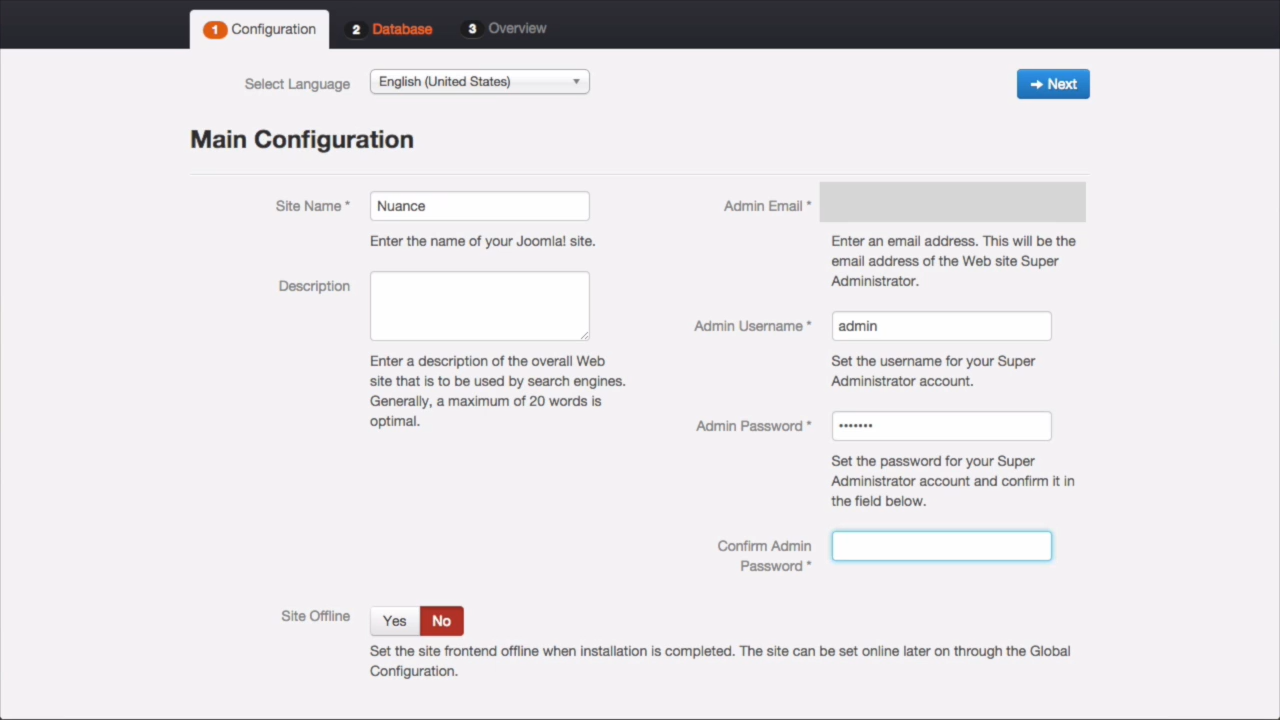 1 Configuration
2 Database
3 Overview
Select Language
English (United States)
Next
Main Configuration
Site Name *
Nuance
Enter the name of your Joomla! site.
Description
Enter a description of the overall Web
site that is to be used by search engines.
Generally, a maximum of 20 words is
optimal.
Admin Email *
Enter an email address. This will be the
email address of the Web site Super
Administrator.
Admin Username *
admin
Set the username for your Super
Administrator account.
Admin Password *
•••••••
Set the password for your Super
Administrator account and confirm it in
the field below.
Confirm Admin
Password *
Site Offline
Yes
No
Set the site frontend offline when installation is completed. The site can be set online later on through the Global
Configuration.